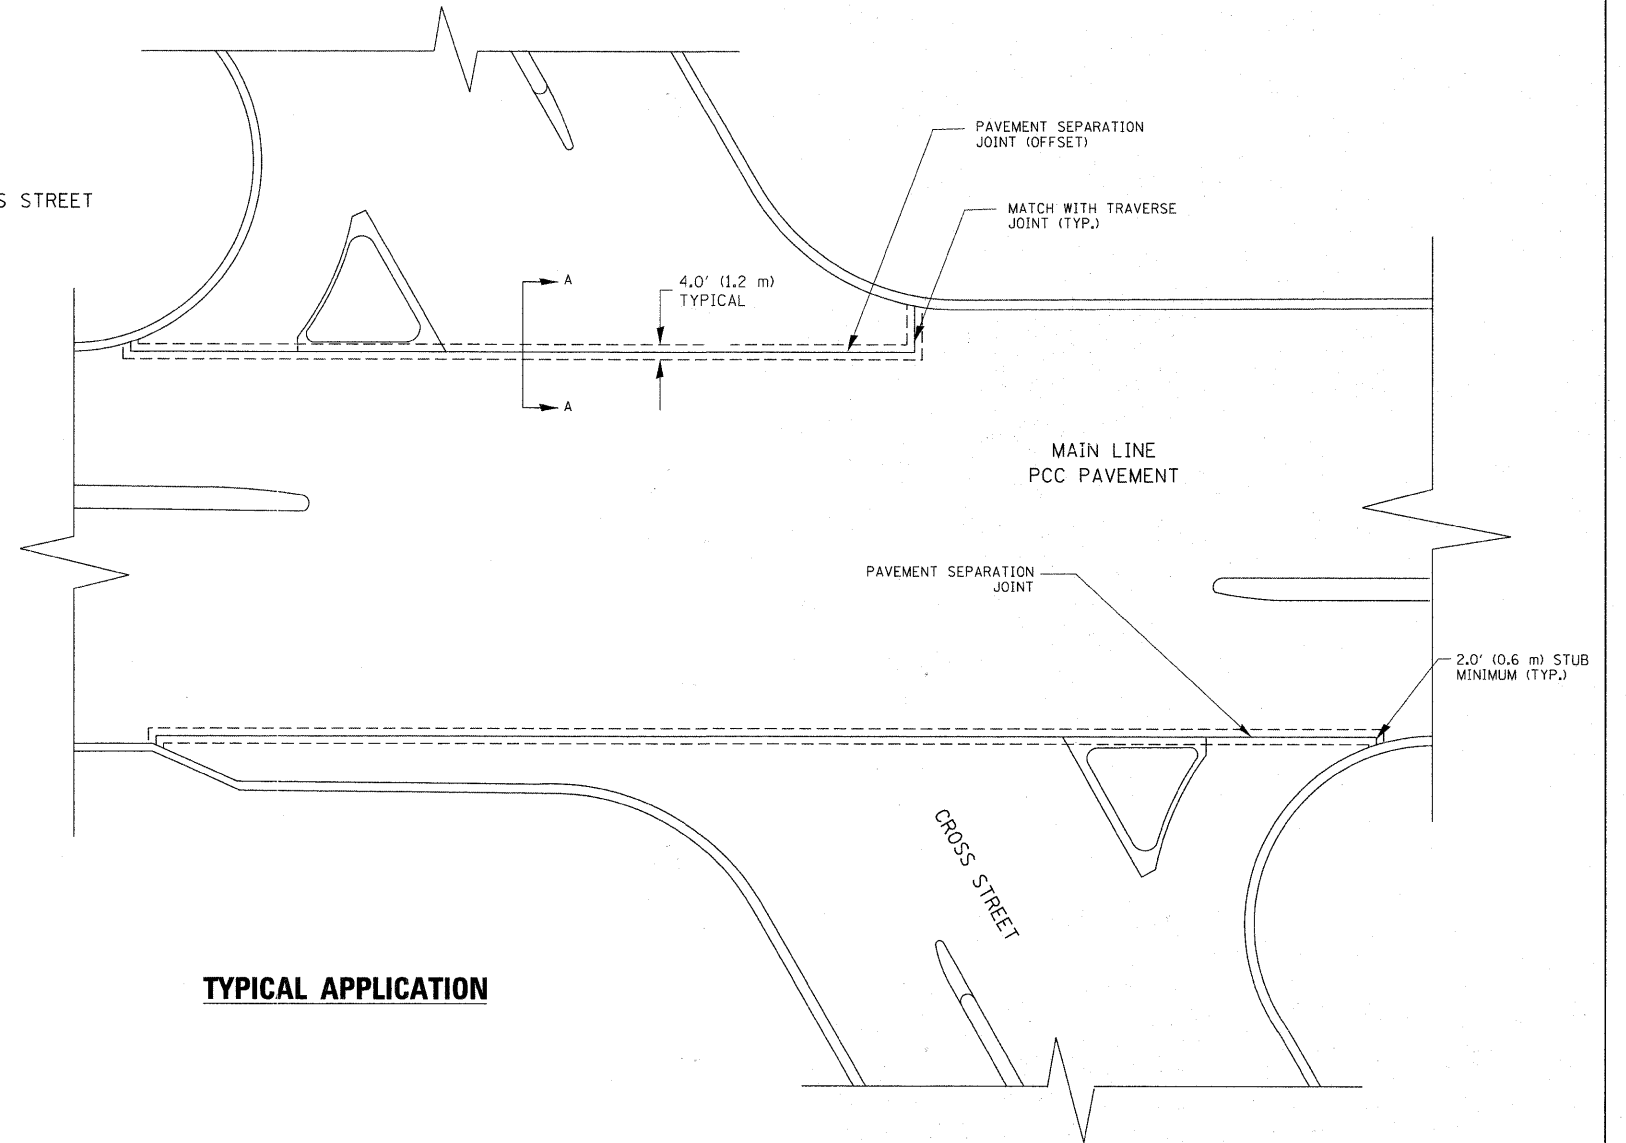 PAVEMENT SEPARATION
JOINT (OFFSET)
S STREET
MATCH WITH TRAVERSE
JOINT (TYP.)
A
4.0' (1.2 m)
TYPICAL
A
MAIN LINE
PCC PAVEMENT
PAVEMENT SEPARATION
JOINT
2.0' (0.6 m) STUB
MINIMUM (TYP.)
CROSS STREET
TYPICAL APPLICATION